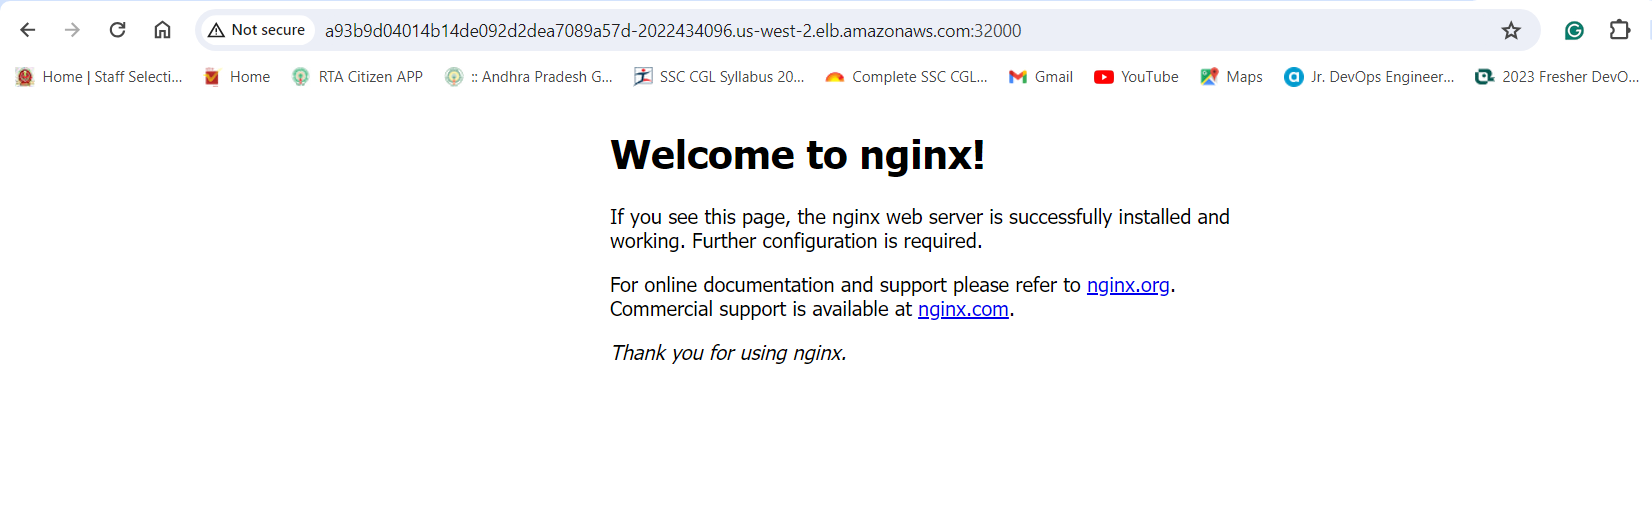 Not secure a93b9d04014b14de092d2dea7089a57d-2022434096.us-west-2.elb.amazonaws.com:32000
Home | Staff Selecti... Home RTA Citizen APP :: Andhra Pradesh G... SSC CGL Syllabus 20... Complete SSC CGL... Gmail YouTube Maps Jr. DevOps Engineer... 2023 Fresher DevO...
Welcome to nginx!
If you see this page, the nginx web server is successfully installed and
working. Further configuration is required.
For online documentation and support please refer to nginx.org.
Commercial support is available at nginx.com.
Thank you for using nginx.